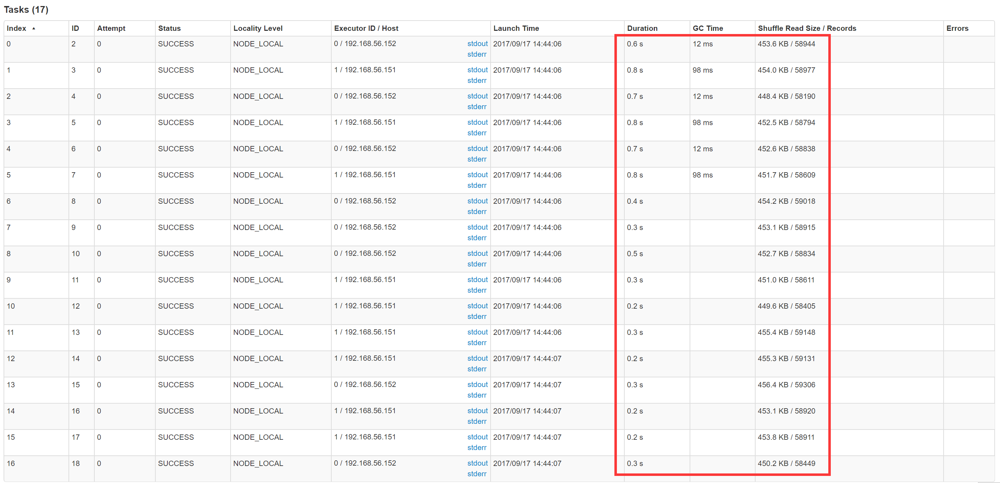 Tasks (17)
Index ▲ ID Attempt Status Locality Level Executor ID / Host Launch Time Duration GC Time Shuffle Read Size / Records Errors
0 2 0 SUCCESS NODE_LOCAL 0 / 192.168.56.152 stdout 2017/09/17 14:44:06 0.6 s 12 ms 453.6 KB / 58944
stderr
1 3 0 SUCCESS NODE_LOCAL 1 / 192.168.56.151 stdout 2017/09/17 14:44:06 0.8 s 98 ms 454.0 KB / 58977
stderr
2 4 0 SUCCESS NODE_LOCAL 0 / 192.168.56.152 stdout 2017/09/17 14:44:06 0.7 s 12 ms 448.4 KB / 58190
stderr
3 5 0 SUCCESS NODE_LOCAL 1 / 192.168.56.151 stdout 2017/09/17 14:44:06 0.8 s 98 ms 452.5 KB / 58794
stderr
4 6 0 SUCCESS NODE_LOCAL 0 / 192.168.56.152 stdout 2017/09/17 14:44:06 0.7 s 12 ms 452.6 KB / 58838
stderr
5 7 0 SUCCESS NODE_LOCAL 1 / 192.168.56.151 stdout 2017/09/17 14:44:06 0.8 s 98 ms 451.7 KB / 58609
stderr
6 8 0 SUCCESS NODE_LOCAL 0 / 192.168.56.152 stdout 2017/09/17 14:44:06 0.4 s 454.2 KB / 59018
stderr
7 9 0 SUCCESS NODE_LOCAL 0 / 192.168.56.152 stdout 2017/09/17 14:44:06 0.3 s 453.1 KB / 58915
stderr
8 10 0 SUCCESS NODE_LOCAL 0 / 192.168.56.152 stdout 2017/09/17 14:44:06 0.5 s 452.7 KB / 58834
stderr
9 11 0 SUCCESS NODE_LOCAL 1 / 192.168.56.151 stdout 2017/09/17 14:44:06 0.3 s 451.0 KB / 58611
stderr
10 12 0 SUCCESS NODE_LOCAL 1 / 192.168.56.151 stdout 2017/09/17 14:44:06 0.2 s 449.6 KB / 58405
stderr
11 13 0 SUCCESS NODE_LOCAL 1 / 192.168.56.151 stdout 2017/09/17 14:44:06 0.3 s 455.4 KB / 59148
stderr
12 14 0 SUCCESS NODE_LOCAL 1 / 192.168.56.151 stdout 2017/09/17 14:44:07 0.2 s 455.3 KB / 59131
stderr
13 15 0 SUCCESS NODE_LOCAL 0 / 192.168.56.152 stdout 2017/09/17 14:44:07 0.3 s 456.4 KB / 59306
stderr
14 16 0 SUCCESS NODE_LOCAL 1 / 192.168.56.151 stdout 2017/09/17 14:44:07 0.2 s 453.1 KB / 58920
stderr
15 17 0 SUCCESS NODE_LOCAL 1 / 192.168.56.151 stdout 2017/09/17 14:44:07 0.2 s 453.8 KB / 58911
stderr
16 18 0 SUCCESS NODE_LOCAL 0 / 192.168.56.152 stdout 2017/09/17 14:44:07 0.3 s 450.2 KB / 58449
stderr